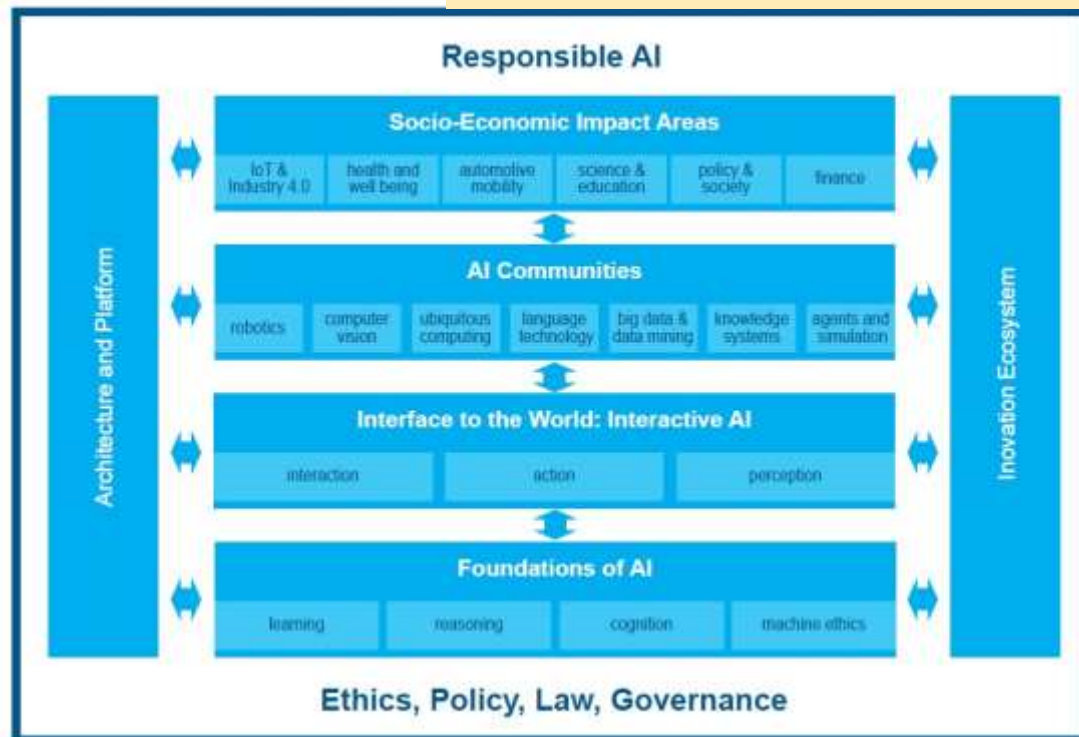 Responsible AI
Architecture and Platform
Socio-Economic Impact Areas
IoT &
Industry 4.0
health and
well being
automotive
mobility
science &
education
policy &
society
finance
AI Communities
robotics
computer
vision
ubiquitous
computing
language
technology
big data &
data mining
knowledge
systems
agents and
simulation
Interface to the World: Interactive AI
interaction
action
perception
Foundations of AI
learning
reasoning
cognition
machine ethics
Inovation Ecosystem
Ethics, Policy, Law, Governance